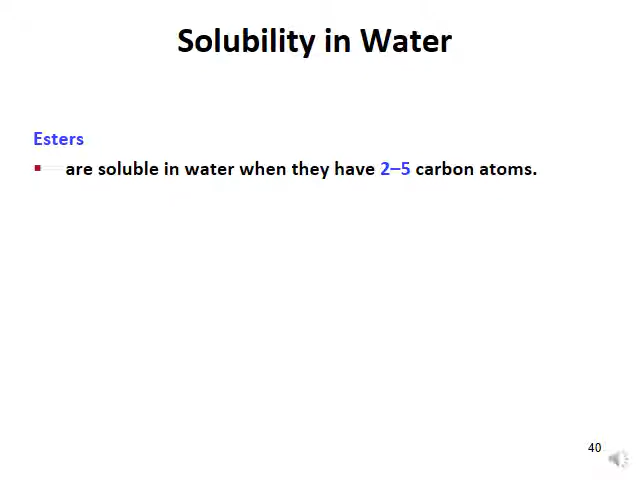 Solubility in Water
Esters
▪ are soluble in water when they have 2–5 carbon atoms.
40